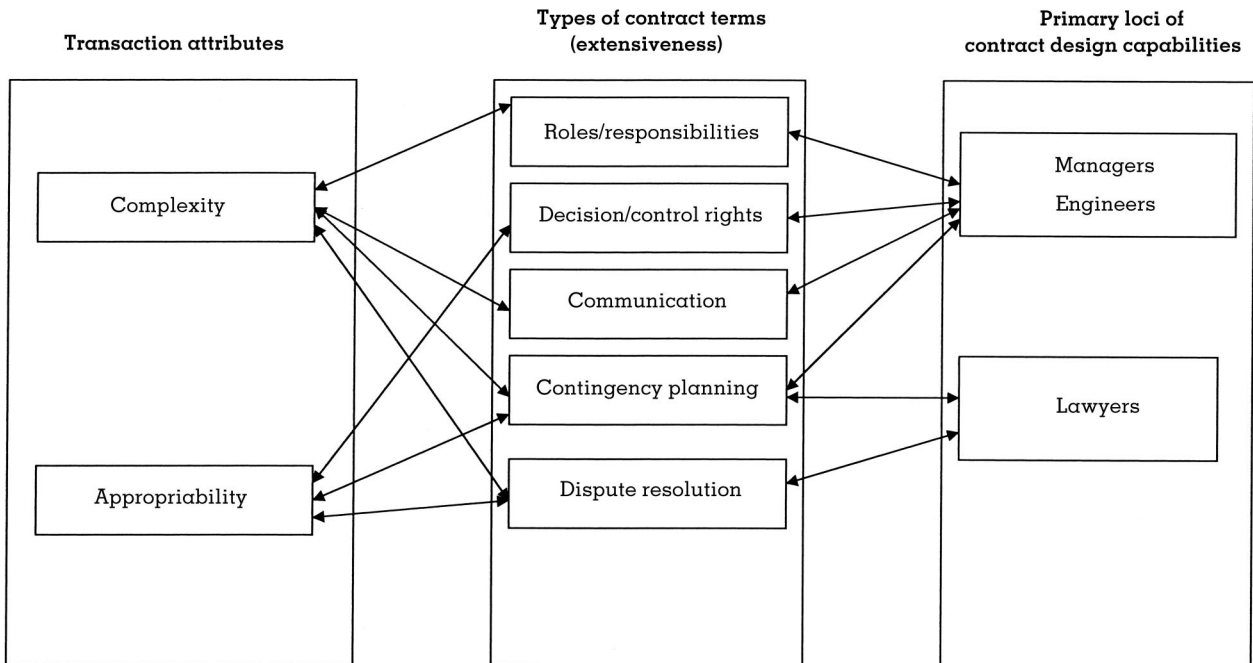 Transaction attributes
Types of contract terms
(extensiveness)
Primary loci of
contract design capabilities
Complexity
Appropriability
Roles/responsibilities
Decision/control rights
Communication
Contingency planning
Dispute resolution
Managers
Engineers
Lawyers